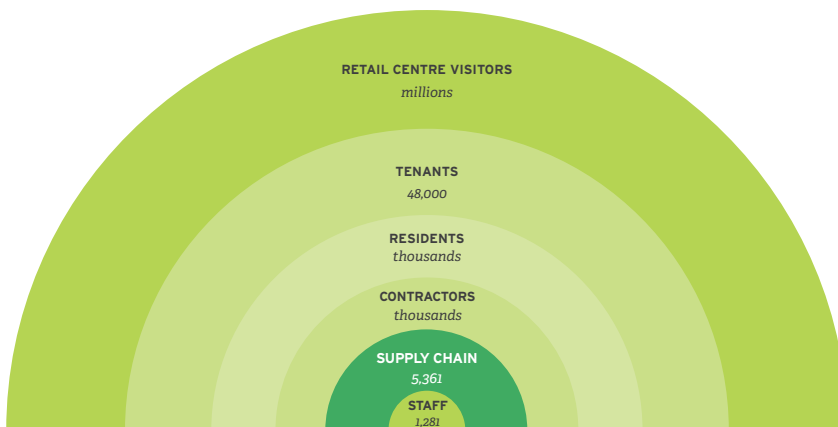 RETAIL CENTRE VISITORS
millions
TENANTS
48,000
RESIDENTS
thousands
CONTRACTORS
thousands
SUPPLY CHAIN
5,361
STAFF
1,281